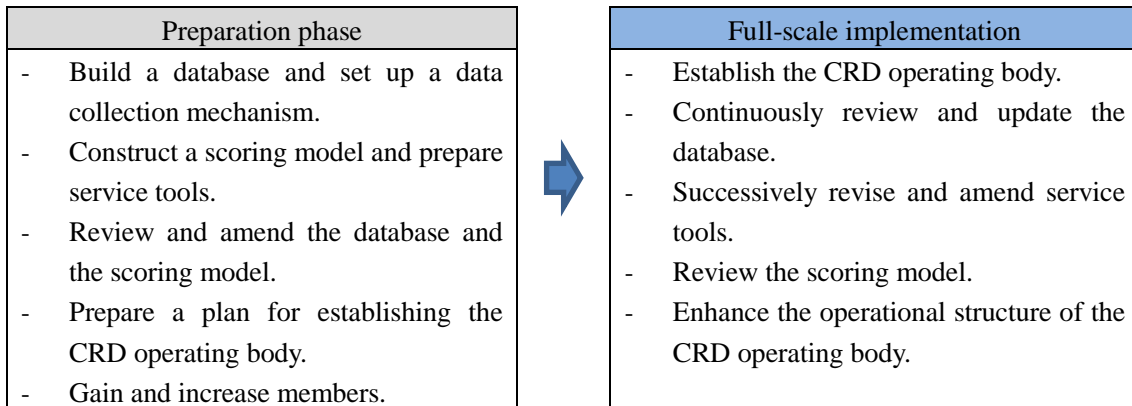 Preparation phase
- Build a database and set up a data
collection mechanism.
- Construct a scoring model and prepare
service tools.
- Review and amend the database and
the scoring model.
- Prepare a plan for establishing the
CRD operating body.
- Gain and increase members.
Full-scale implementation
- Establish the CRD operating body.
- Continuously review and update the
database.
- Successively revise and amend service
tools.
- Review the scoring model.
- Enhance the operational structure of the
CRD operating body.